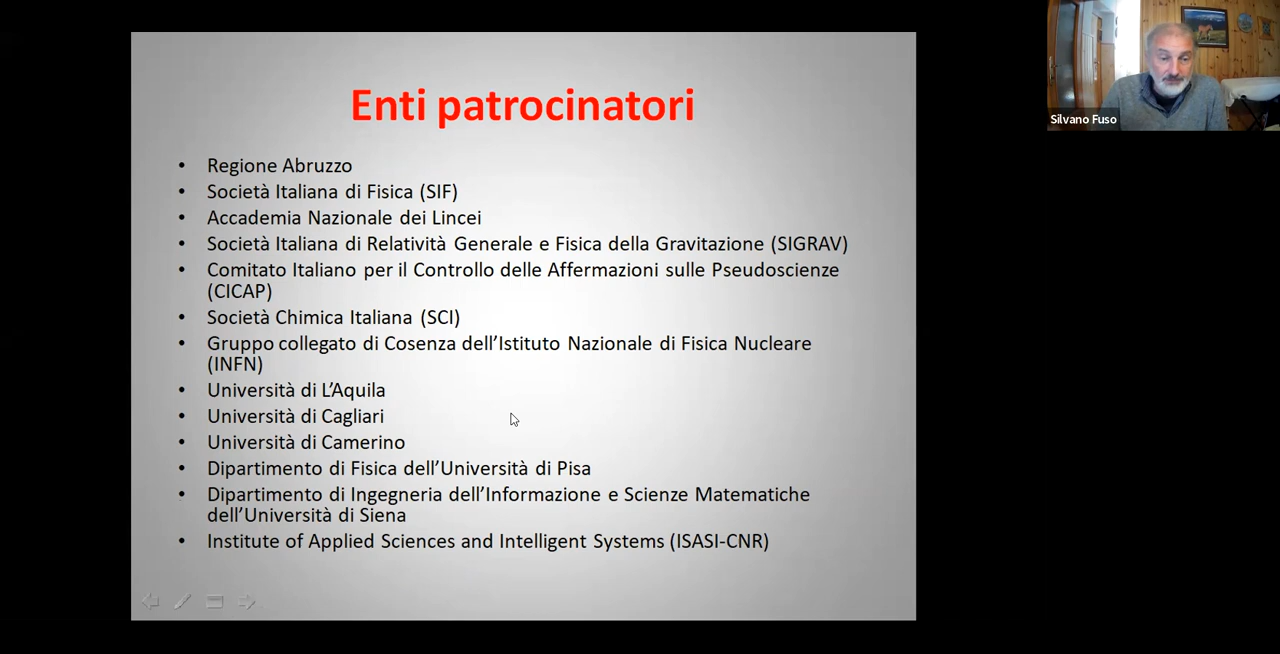 Enti patrocinatori
• Regione Abruzzo
• Società Italiana di Fisica (SIF)
• Accademia Nazionale dei Lincei
• Società Italiana di Relatività Generale e Fisica della Gravitazione (SIGRAV)
• Comitato Italiano per il Controllo delle Affermazioni sulle Pseudoscienze
(CICAP)
• Società Chimica Italiana (SCI)
• Gruppo collegato di Cosenza dell’Istituto Nazionale di Fisica Nucleare
(INFN)
• Università di L’Aquila
• Università di Cagliari
• Università di Camerino
• Dipartimento di Fisica dell’Università di Pisa
• Dipartimento di Ingegneria dell’Informazione e Scienze Matematiche
dell’Università di Siena
• Institute of Applied Sciences and Intelligent Systems (ISASI-CNR)
Silvano Fuso